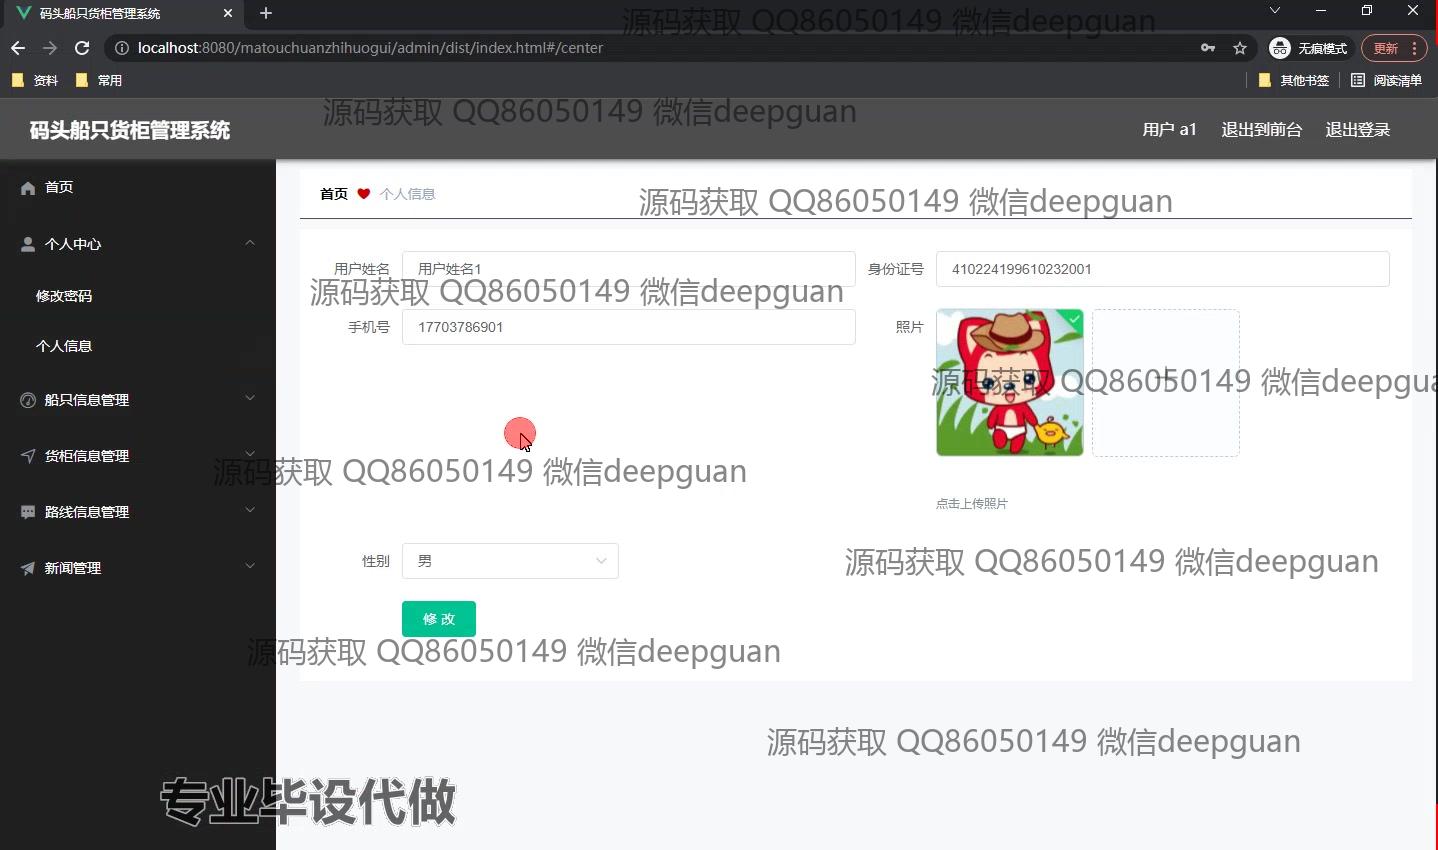 码头船只货柜管理系统
源码获取 QQ86050149 微信deepguan
localhost:8080/matouchuanzhihuogui/admin/dist/index.html#/center
无痕模式
更新
资料
常用
其他书签
阅读清单
源码获取 QQ86050149 微信deepguan
码头船只货柜管理系统
用户 a1
退出到前台
退出登录
首页
首页 个人信息
源码获取 QQ86050149 微信deepguan
个人中心
用户姓名
用户姓名1
身份证号
410224199610232001
源码获取 QQ86050149 微信deepguan
修改密码
手机号
17703786901
照片
个人信息
源码获取 QQ86050149 微信deepgua
船只信息管理
货柜信息管理
源码获取 QQ86050149 微信deepguan
点击上传照片
路线信息管理
性别
男
源码获取 QQ86050149 微信deepguan
新闻管理
修 改
源码获取 QQ86050149 微信deepguan
源码获取 QQ86050149 微信deepguan
专业毕设代做